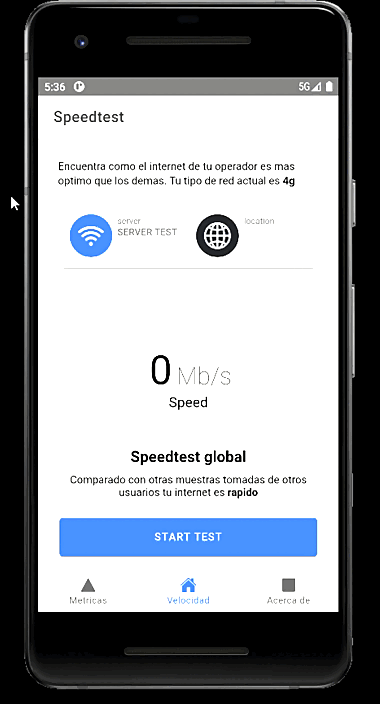 5:36 5G
Speedtest
Encuentra como el internet de tu operador es mas
optimo que los demas. Tu tipo de red actual es 4g
server
SERVER TEST
location
0 Mb/s
Speed
Speedtest global
Comparado con otras muestras tomadas de otros
usuarios tu internet es rapido
START TEST
Metricas Velocidad Acerca de